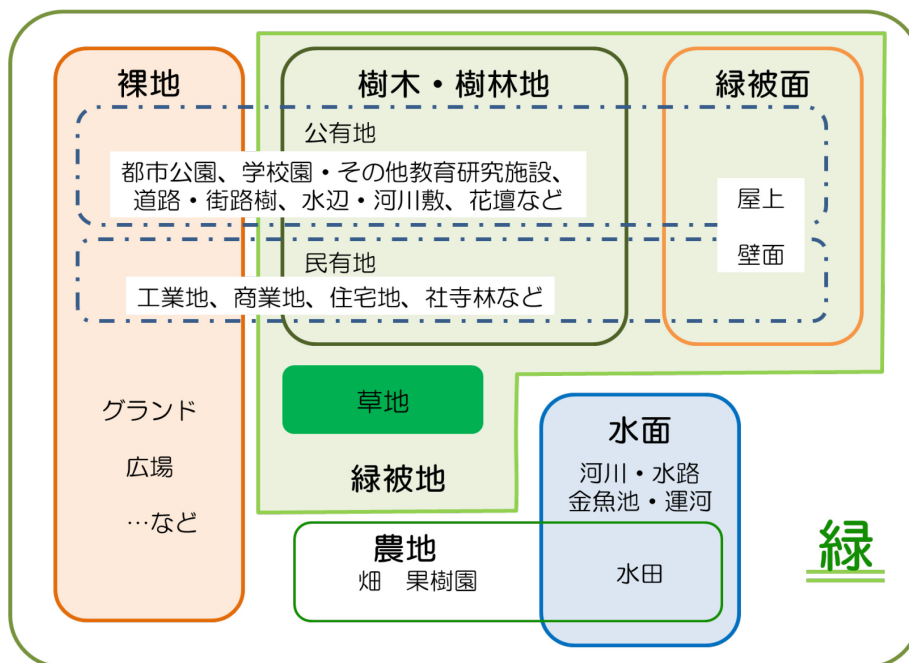 裸地
樹木・樹林地
緑被面
公有地
都市公園、学校園・その他教育研究施設、
道路・街路樹、水辺・河川敷、花壇など
屋上
壁面
民有地
工業地、商業地、住宅地、社寺林など
グランド
広場
…など
草地
緑被地
水面
河川・水路
金魚池・運河
農地
畑　果樹園
水田
緑